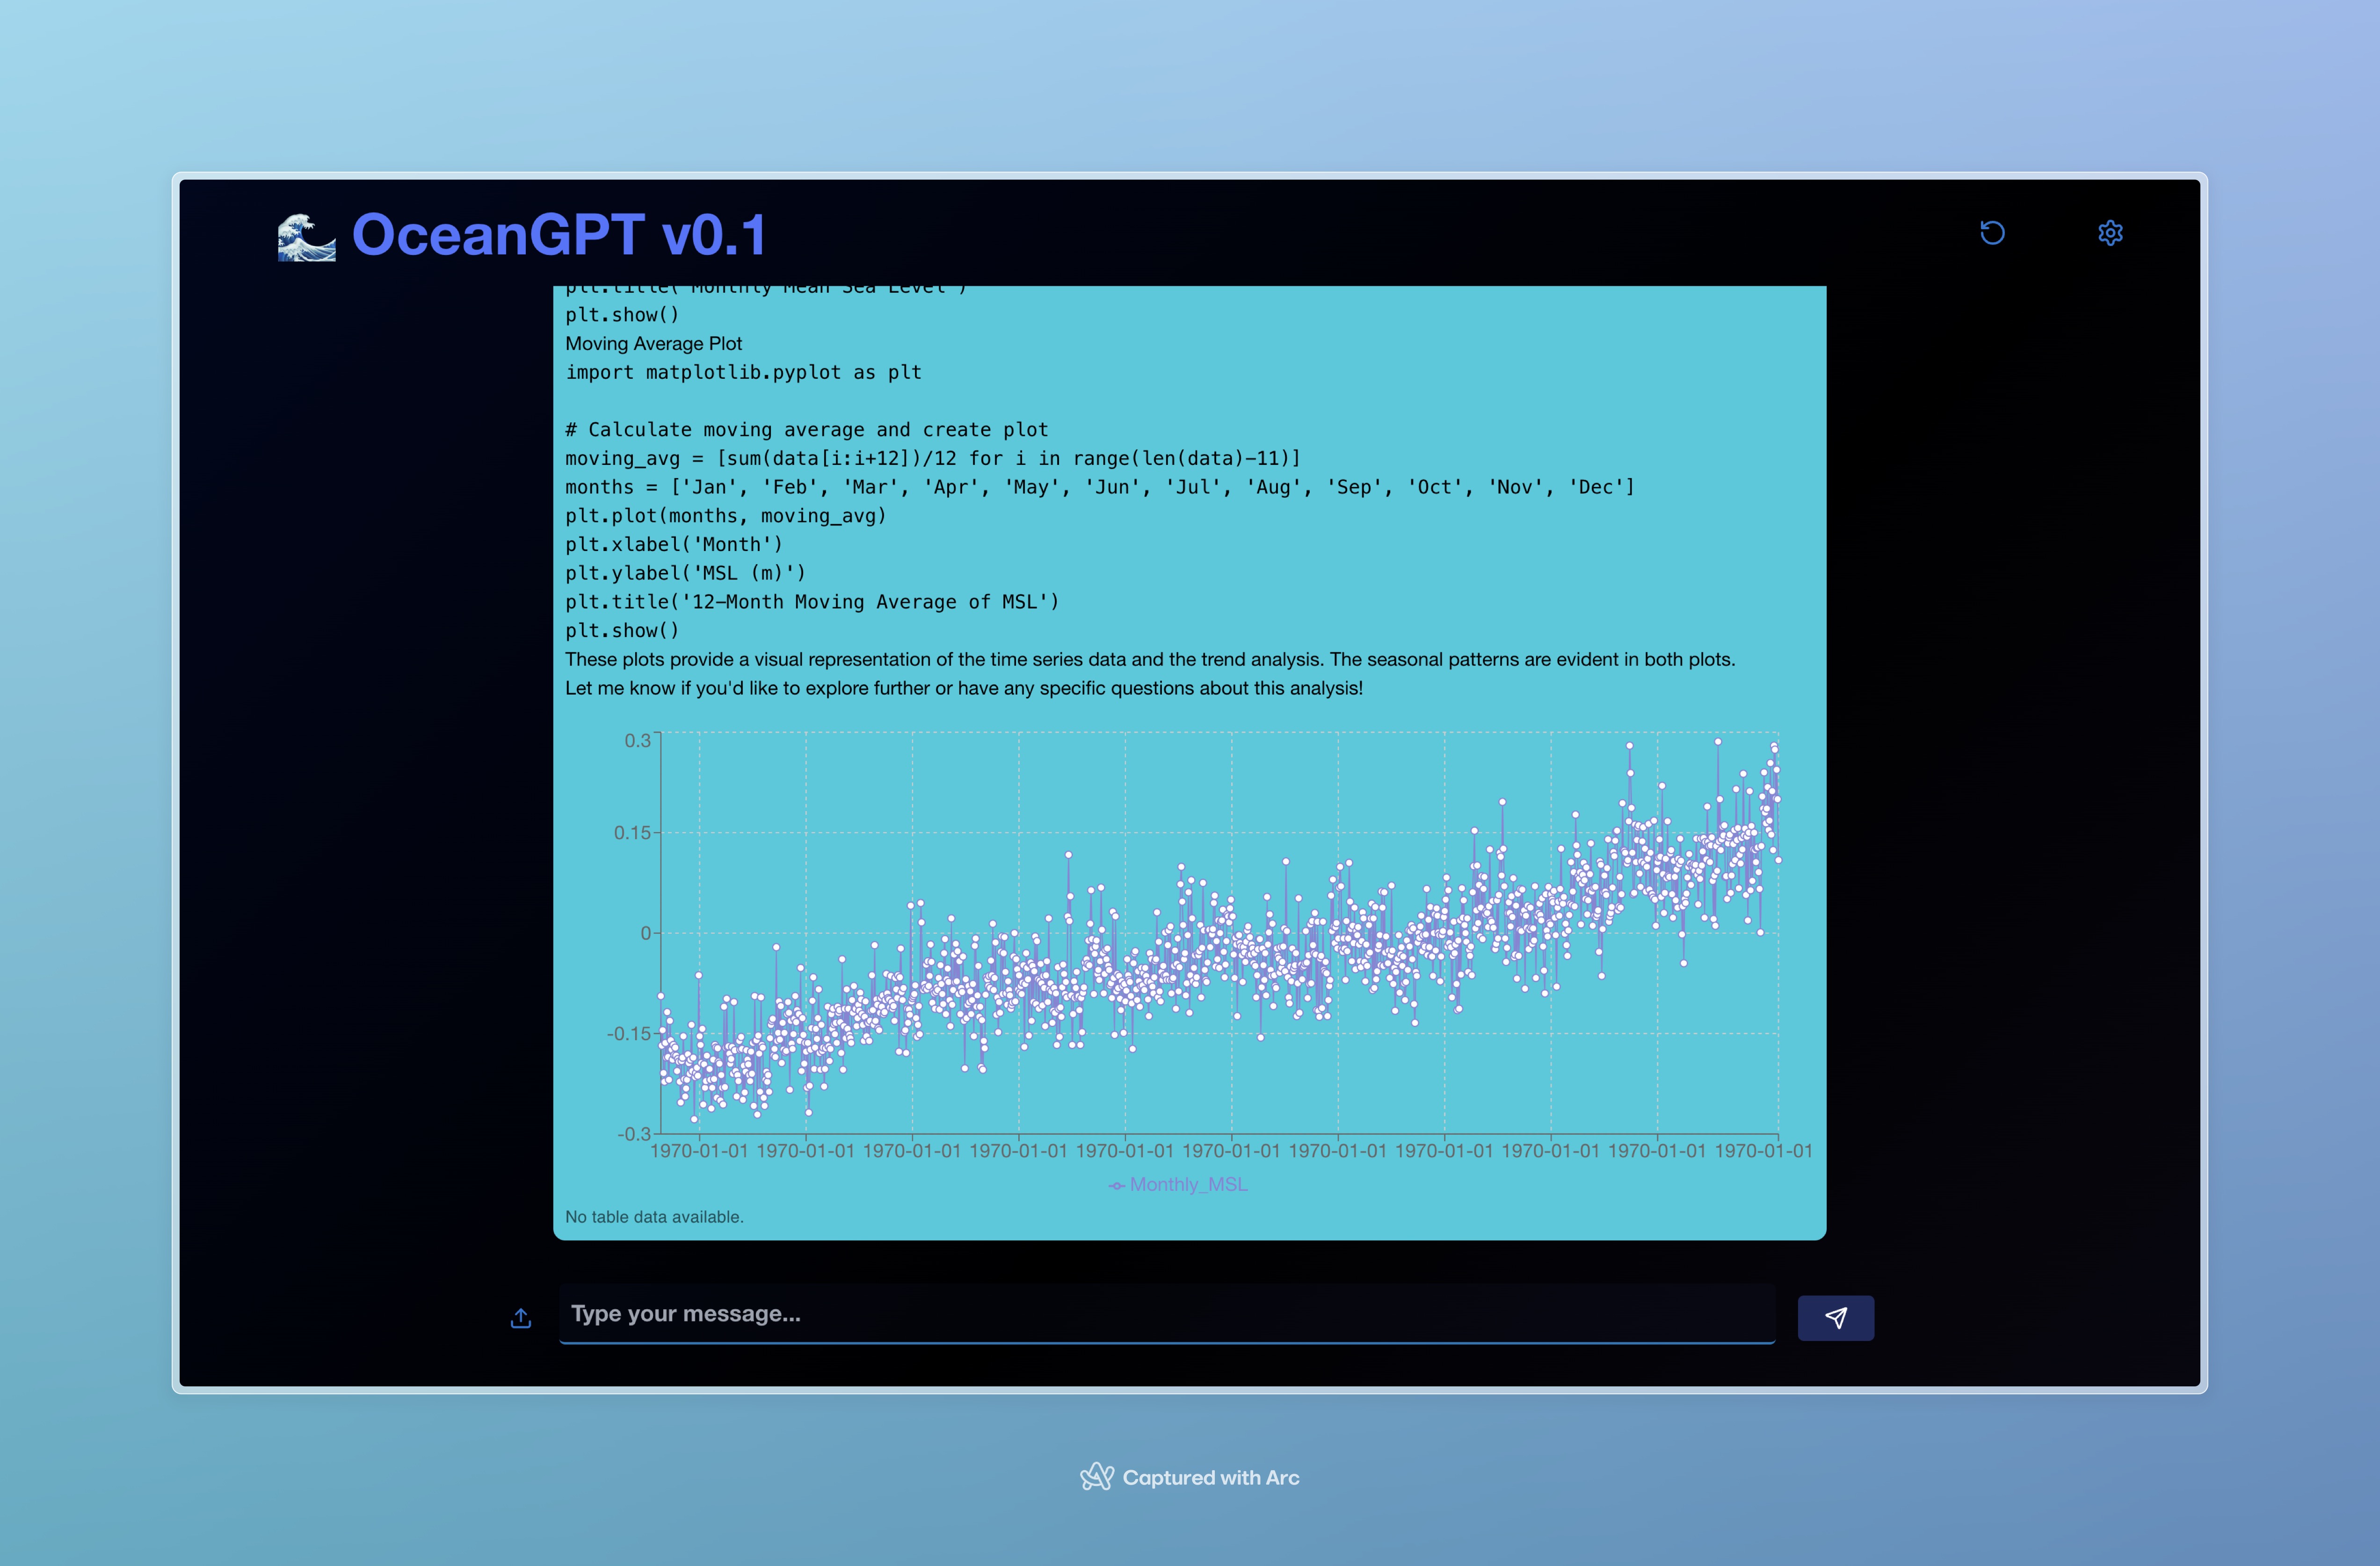 OceanGPT v0.1
plt.title('Monthly Mean Sea Level')
plt.show()
Moving Average Plot
import matplotlib.pyplot as plt
# Calculate moving average and create plot
moving_avg = [sum(data[i:i+12])/12 for i in range(len(data)-11)]
months = ['Jan', 'Feb', 'Mar', 'Apr', 'May', 'Jun', 'Jul', 'Aug', 'Sep', 'Oct', 'Nov', 'Dec']
plt.plot(months, moving_avg)
plt.xlabel('Month')
plt.ylabel('MSL (m)')
plt.title('12-Month Moving Average of MSL')
plt.show()
These plots provide a visual representation of the time series data and the trend analysis. The seasonal patterns are evident in both plots.
Let me know if you'd like to explore further or have any specific questions about this analysis!
0.3
0.15
0
-0.15
-0.3
1970-01-01 1970-01-01 1970-01-01 1970-01-01 1970-01-01 1970-01-01 1970-01-01 1970-01-01 1970-01-01 1970-01-01 1970-01-01
Monthly_MSL
No table data available.
Type your message...
Captured with Arc